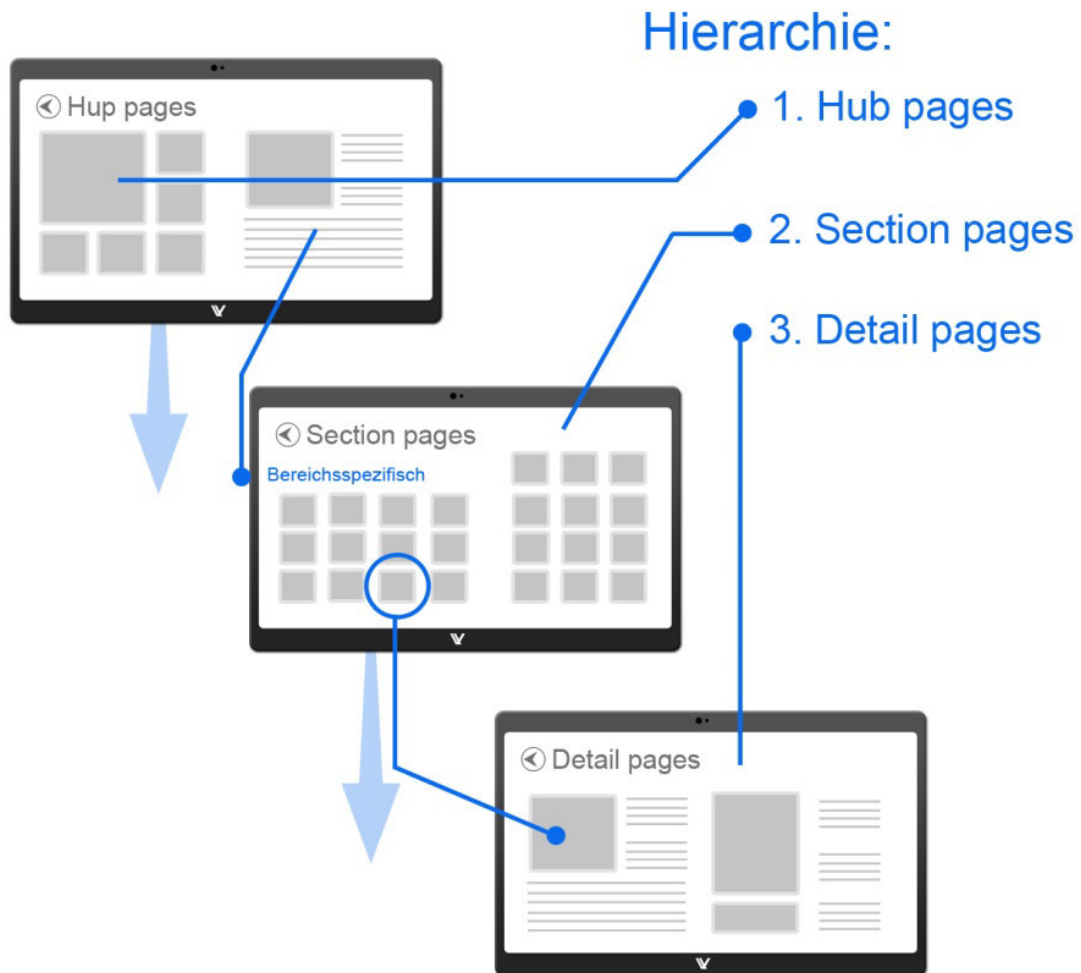 Hierarchie:
Hup pages
1. Hub pages
2. Section pages
3. Detail pages
Section pages
Bereichsspezifisch
Detail pages